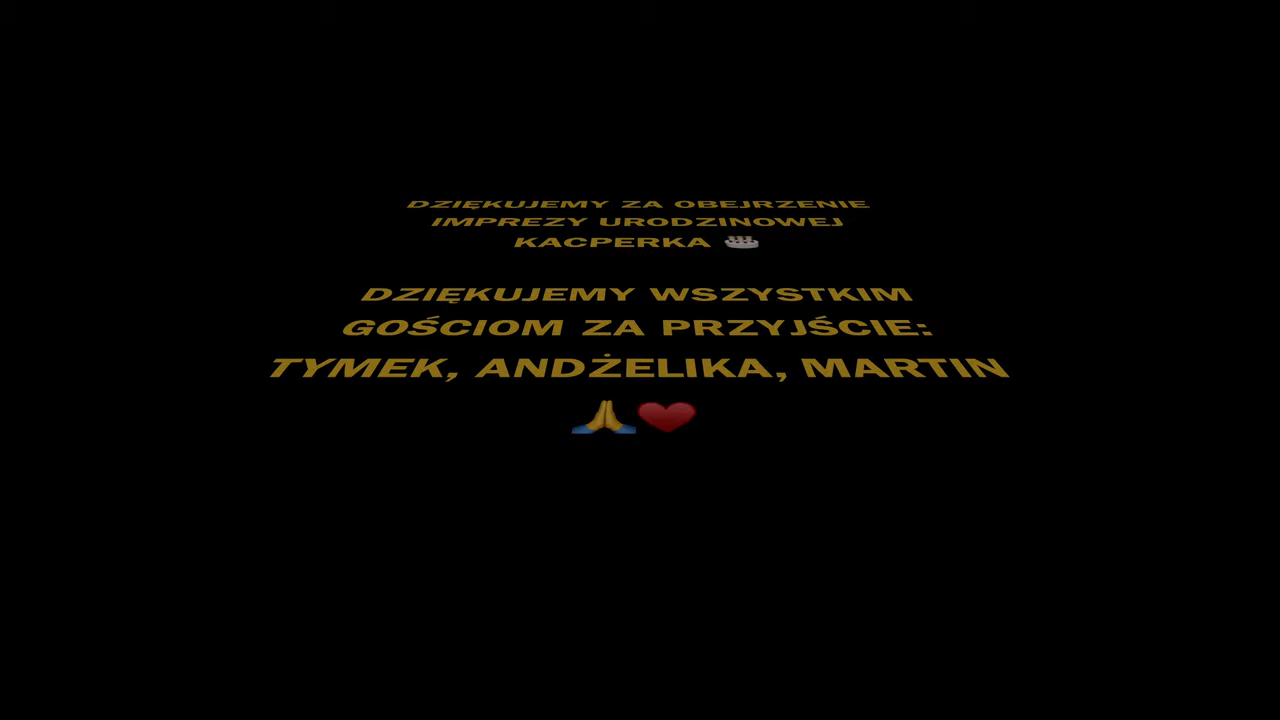 DZIĘKUJEMY ZA OBEJRZENIE
IMPREZY URODZINOWEJ
KACPERKA 🎂
DZIĘKUJEMY WSZYSTKIM
GOŚCIOM ZA PRZYJŚCIE:
TYMEK, ANDŻELIKA, MARTIN
🙏❤️